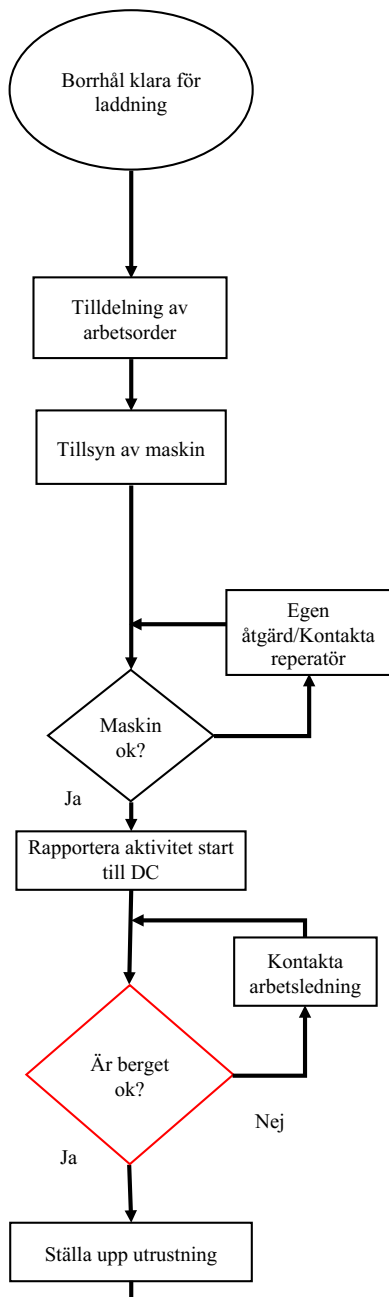 Borrhål klara för
laddning
Tilldelning av
arbetsorder
Tillsyn av maskin
Egen
åtgärd/Kontakta
reperatör
Maskin
ok?
Ja
Rapportera aktivitet start
till DC
Kontakta
arbetsledning
Är berget
ok?
Nej
Ja
Ställa upp utrustning